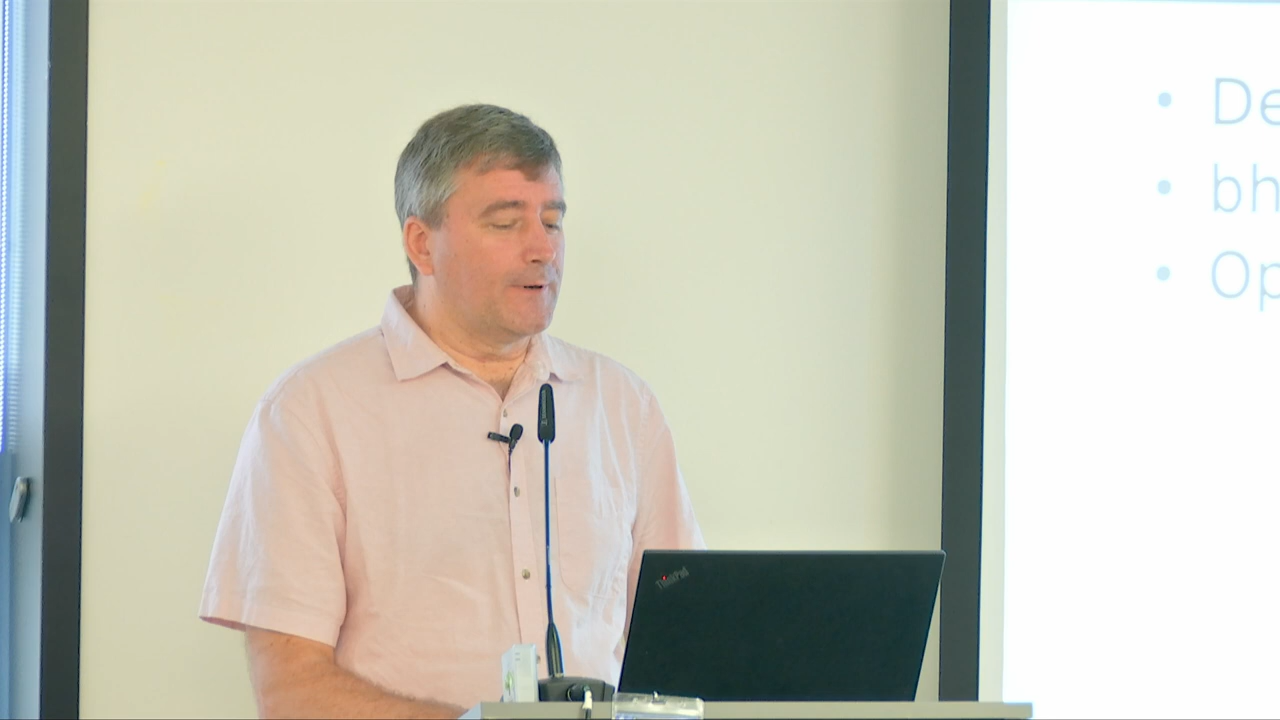 • De
• bh
• Op
ThinkPad